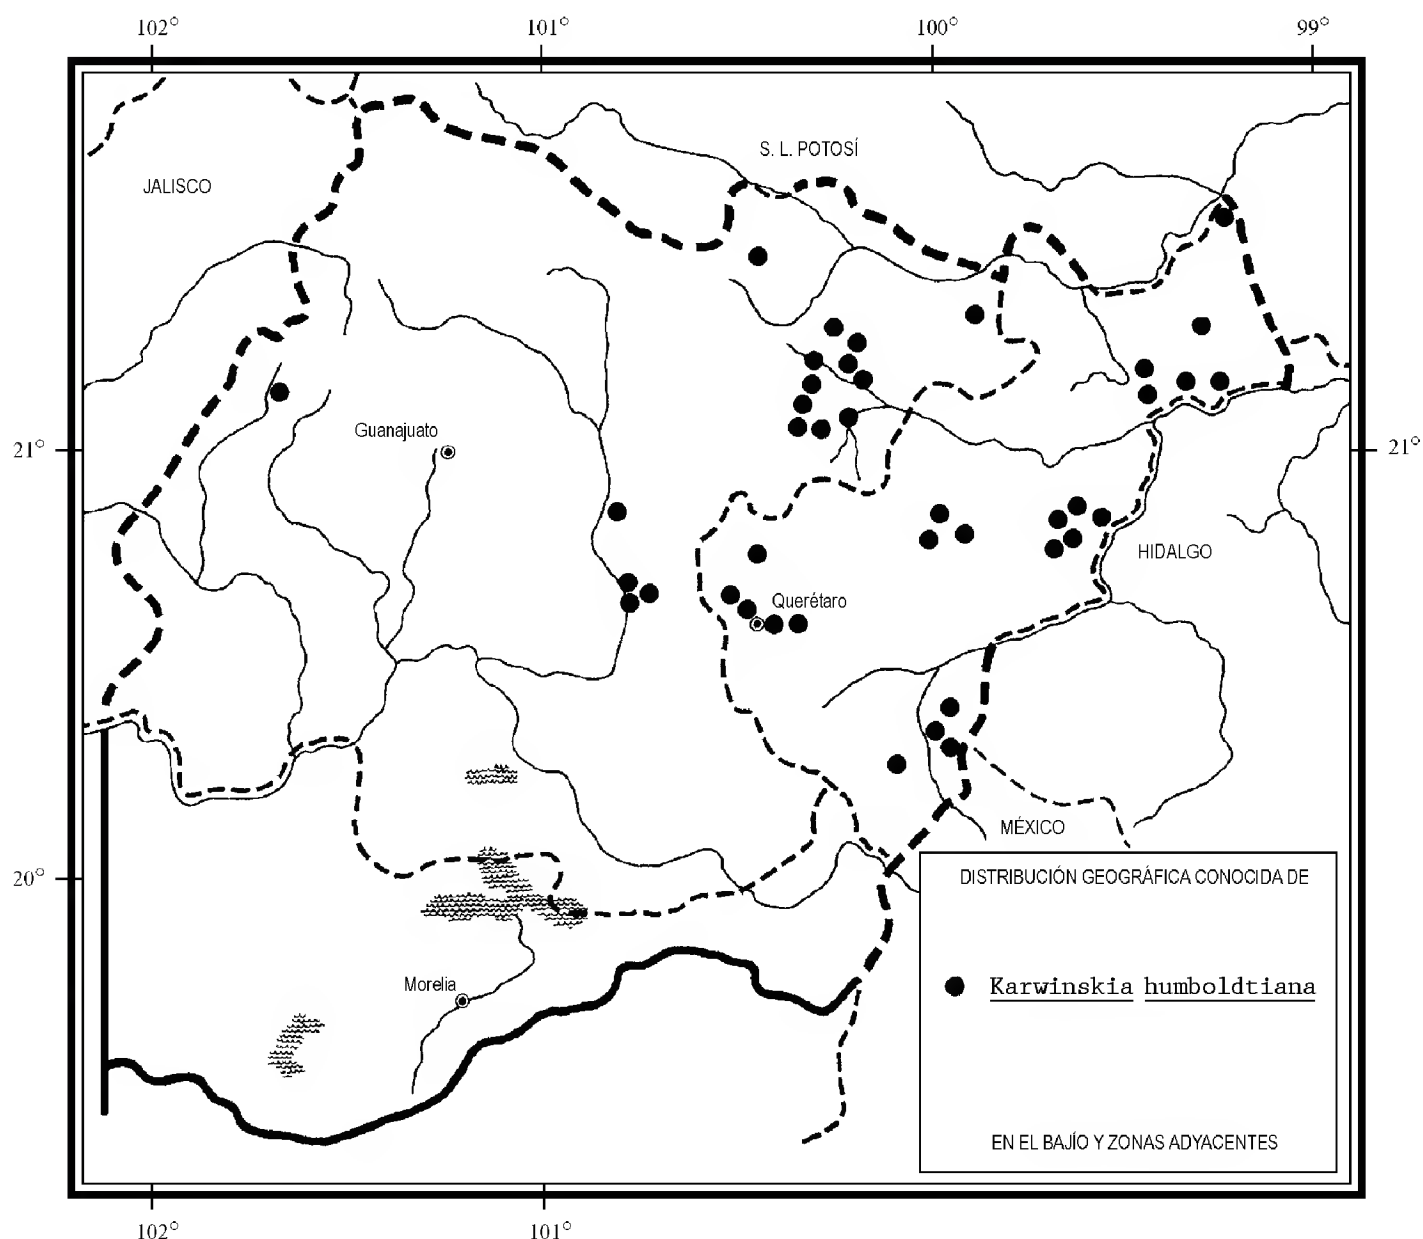 102° 101° 100° 99°
S. L. POTOSÍ
JALISCO
Guanajuato
21° 21°
HIDALGO
Querétaro
MÉXICO
20°
DISTRIBUCIÓN GEOGRÁFICA CONOCIDA DE
Morelia
Karwinskia humboldtiana
EN EL BAJÍO Y ZONAS ADYACENTES
102° 101°